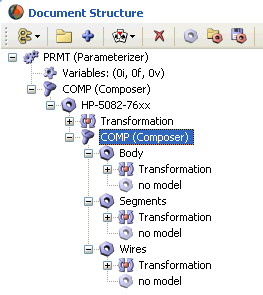 Document Structure
PRMT (Parameterizer)
Variables: (0i, 0f, 0v)
COMP (Composer)
HP-5082-76xx
Transformation
COMP (Composer)
Body
Transformation
no model
Segments
Transformation
no model
Wires
Transformation
no model